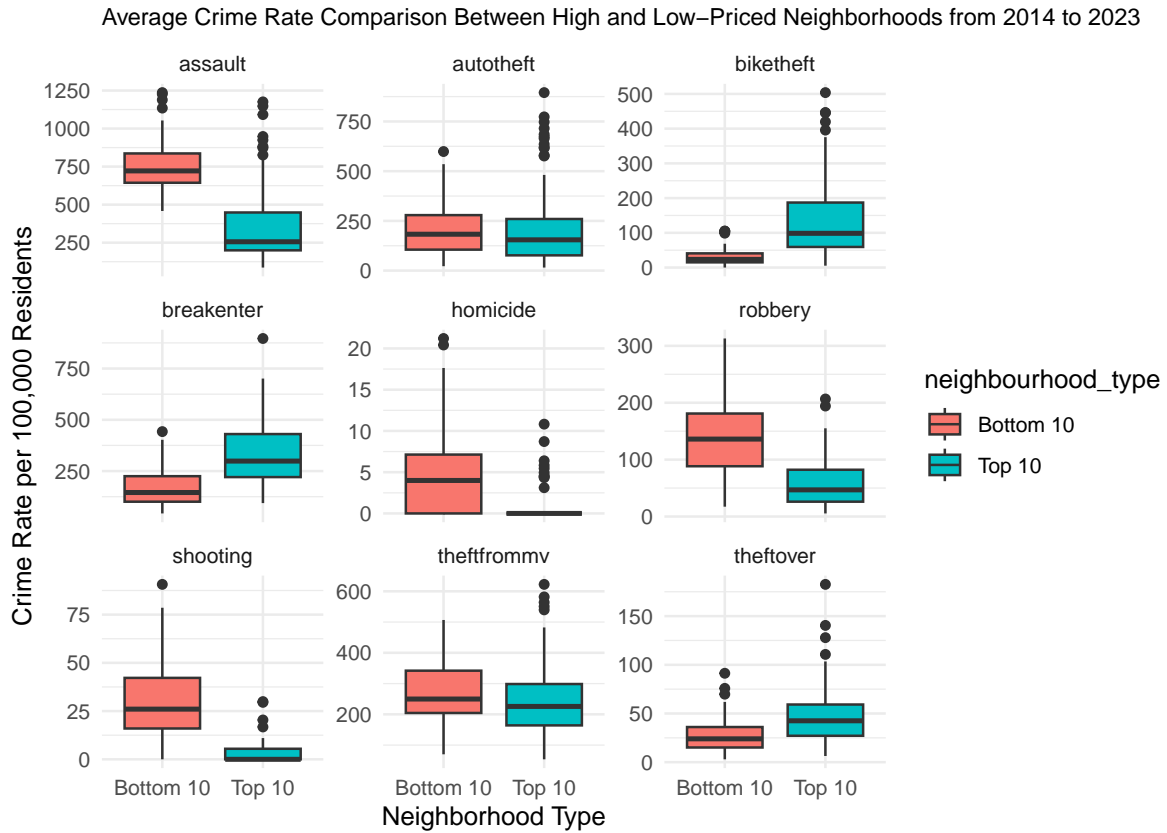 Average Crime Rate Comparison Between High and Low−Priced Neighborhoods from 2014 to 2023
assault
autotheft
biketheft
1250
1000
750
500
250
750
500
250
0
500
400
300
200
100
0
breakenter
homicide
robbery
750
500
250
20
15
10
5
0
300
200
100
0
shooting
theftfrommv
theftover
75
50
25
0
600
400
200
150
100
50
0
Bottom 10
Top 10
Bottom 10
Top 10
Bottom 10
Top 10
Neighborhood Type
Crime Rate per 100,000 Residents
neighbourhood_type
Bottom 10
Top 10